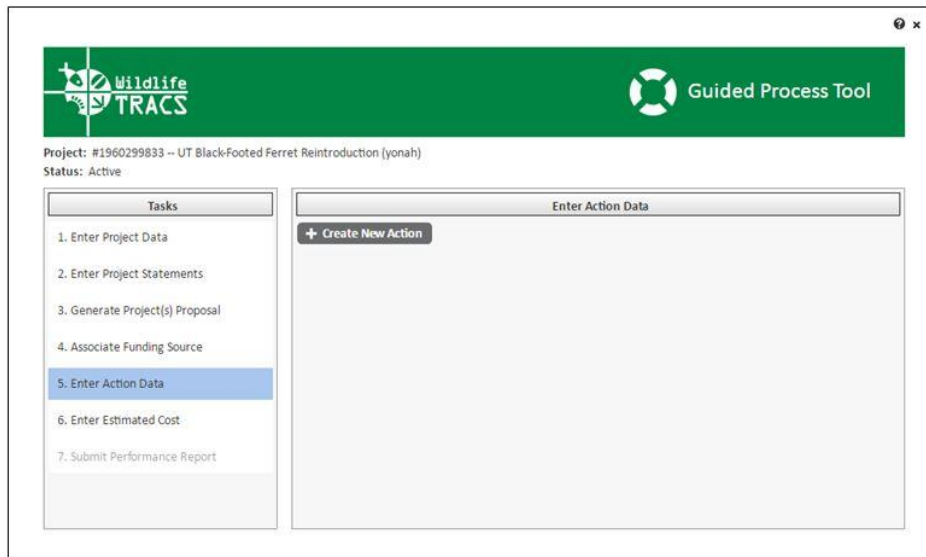 Wildlife
TRACS
Guided Process Tool
Project: #1960299833 -- UT Black-Footed Ferret Reintroduction (yonah)
Status: Active
Tasks
1. Enter Project Data
2. Enter Project Statements
3. Generate Project(s) Proposal
4. Associate Funding Source
5. Enter Action Data
6. Enter Estimated Cost
7. Submit Performance Report
Enter Action Data
+ Create New Action